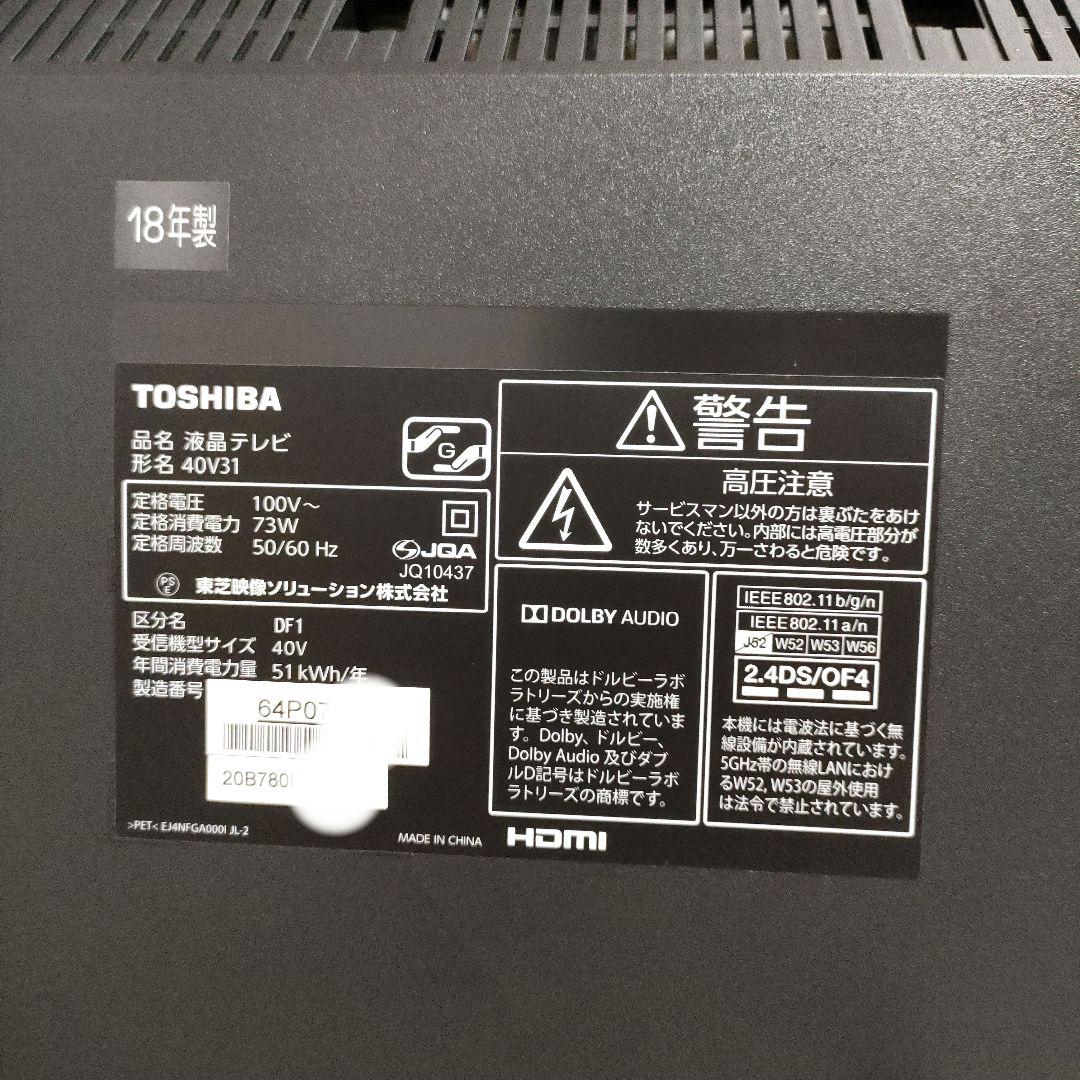 18年製
TOSHIBA
品名 液晶テレビ
形名 40V31
G
定格電圧 100V～
定格消費電力 73W
定格周波数 50/60 Hz
JQA
JQ10437
PS
E
東芝映像ソリューション株式会社
区分名 DF1
受信機型サイズ 40V
年間消費電力量 51kWh/年
製造番号
64P07
20B780
>PET< EJ4NFGA000I JL-2
MADE IN CHINA
警告
高圧注意
サービスマン以外の方は裏ぶたをあけ
ないでください。内部には高電圧部分が
数多くあり、万一さわると危険です。
DOLBY AUDIO
この製品はドルビーラボ
ラトリーズからの実施権
に基づき製造されていま
す。Dolby、ドルビー、
Dolby Audio 及びダブ
ルD記号はドルビーラボ
ラトリーズの商標です。
HDMI
IEEE802.11b/g/n
IEEE802.11a/n
J52 W52 W53 W56
2.4DS/OF4
本機には電波法に基づく無
線設備が内蔵されています。
5GHz帯の無線LANにおけ
るW52, W53の屋外使用
は法令で禁止されています。